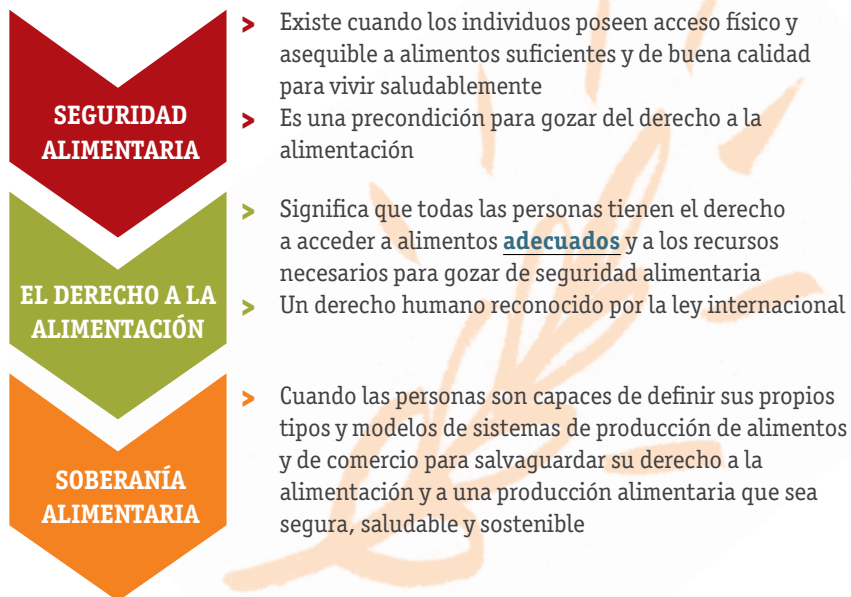 SEGURIDAD
ALIMENTARIA
> Existe cuando los individuos poseen acceso físico y
asequible a alimentos suficientes y de buena calidad
para vivir saludablemente
> Es una precondición para gozar del derecho a la
alimentación
EL DERECHO A LA
ALIMENTACIÓN
> Significa que todas las personas tienen el derecho
a acceder a alimentos adecuados y a los recursos
necesarios para gozar de seguridad alimentaria
> Un derecho humano reconocido por la ley internacional
SOBERANÍA
ALIMENTARIA
> Cuando las personas son capaces de definir sus propios
tipos y modelos de sistemas de producción de alimentos
y de comercio para salvaguardar su derecho a la
alimentación y a una producción alimentaria que sea
segura, saludable y sostenible